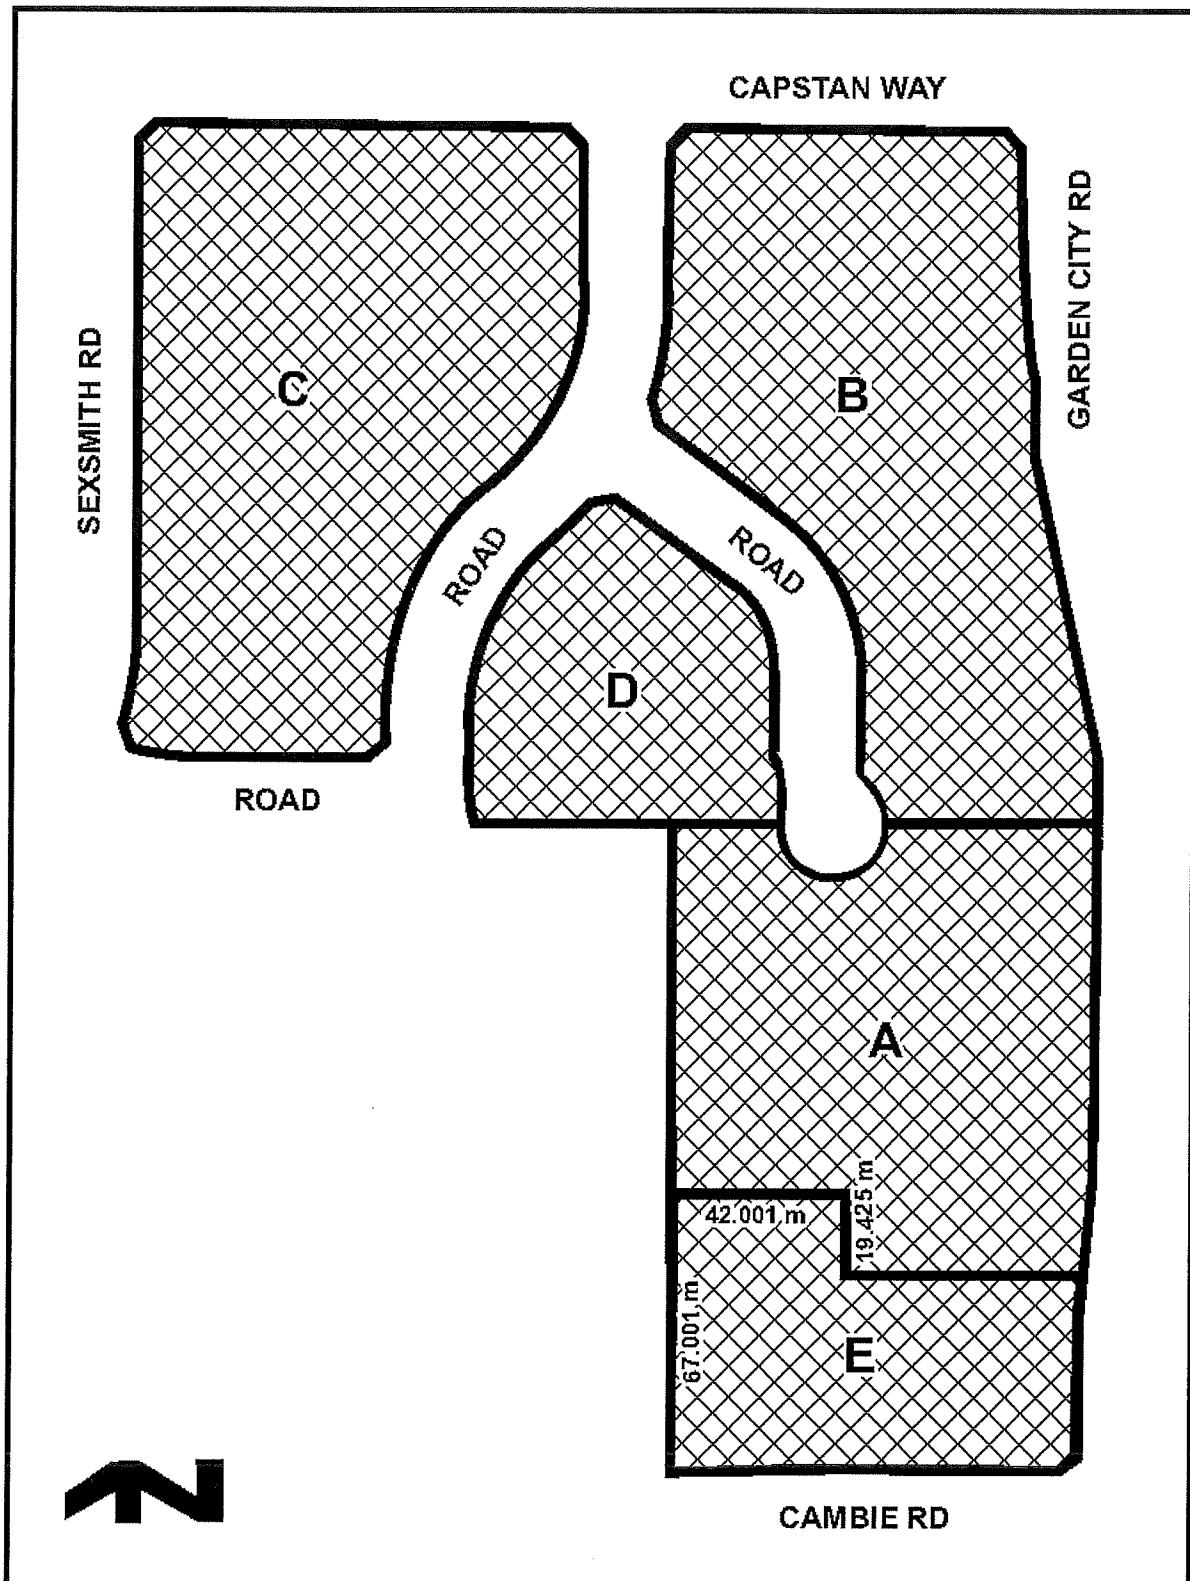 CAPSTAN WAY
GARDEN CITY RD
SEXSMITH RD
C
B
ROAD
ROAD
D
ROAD
A
42.001 m
19.425 m
67.001 m
E
CAMBIE RD